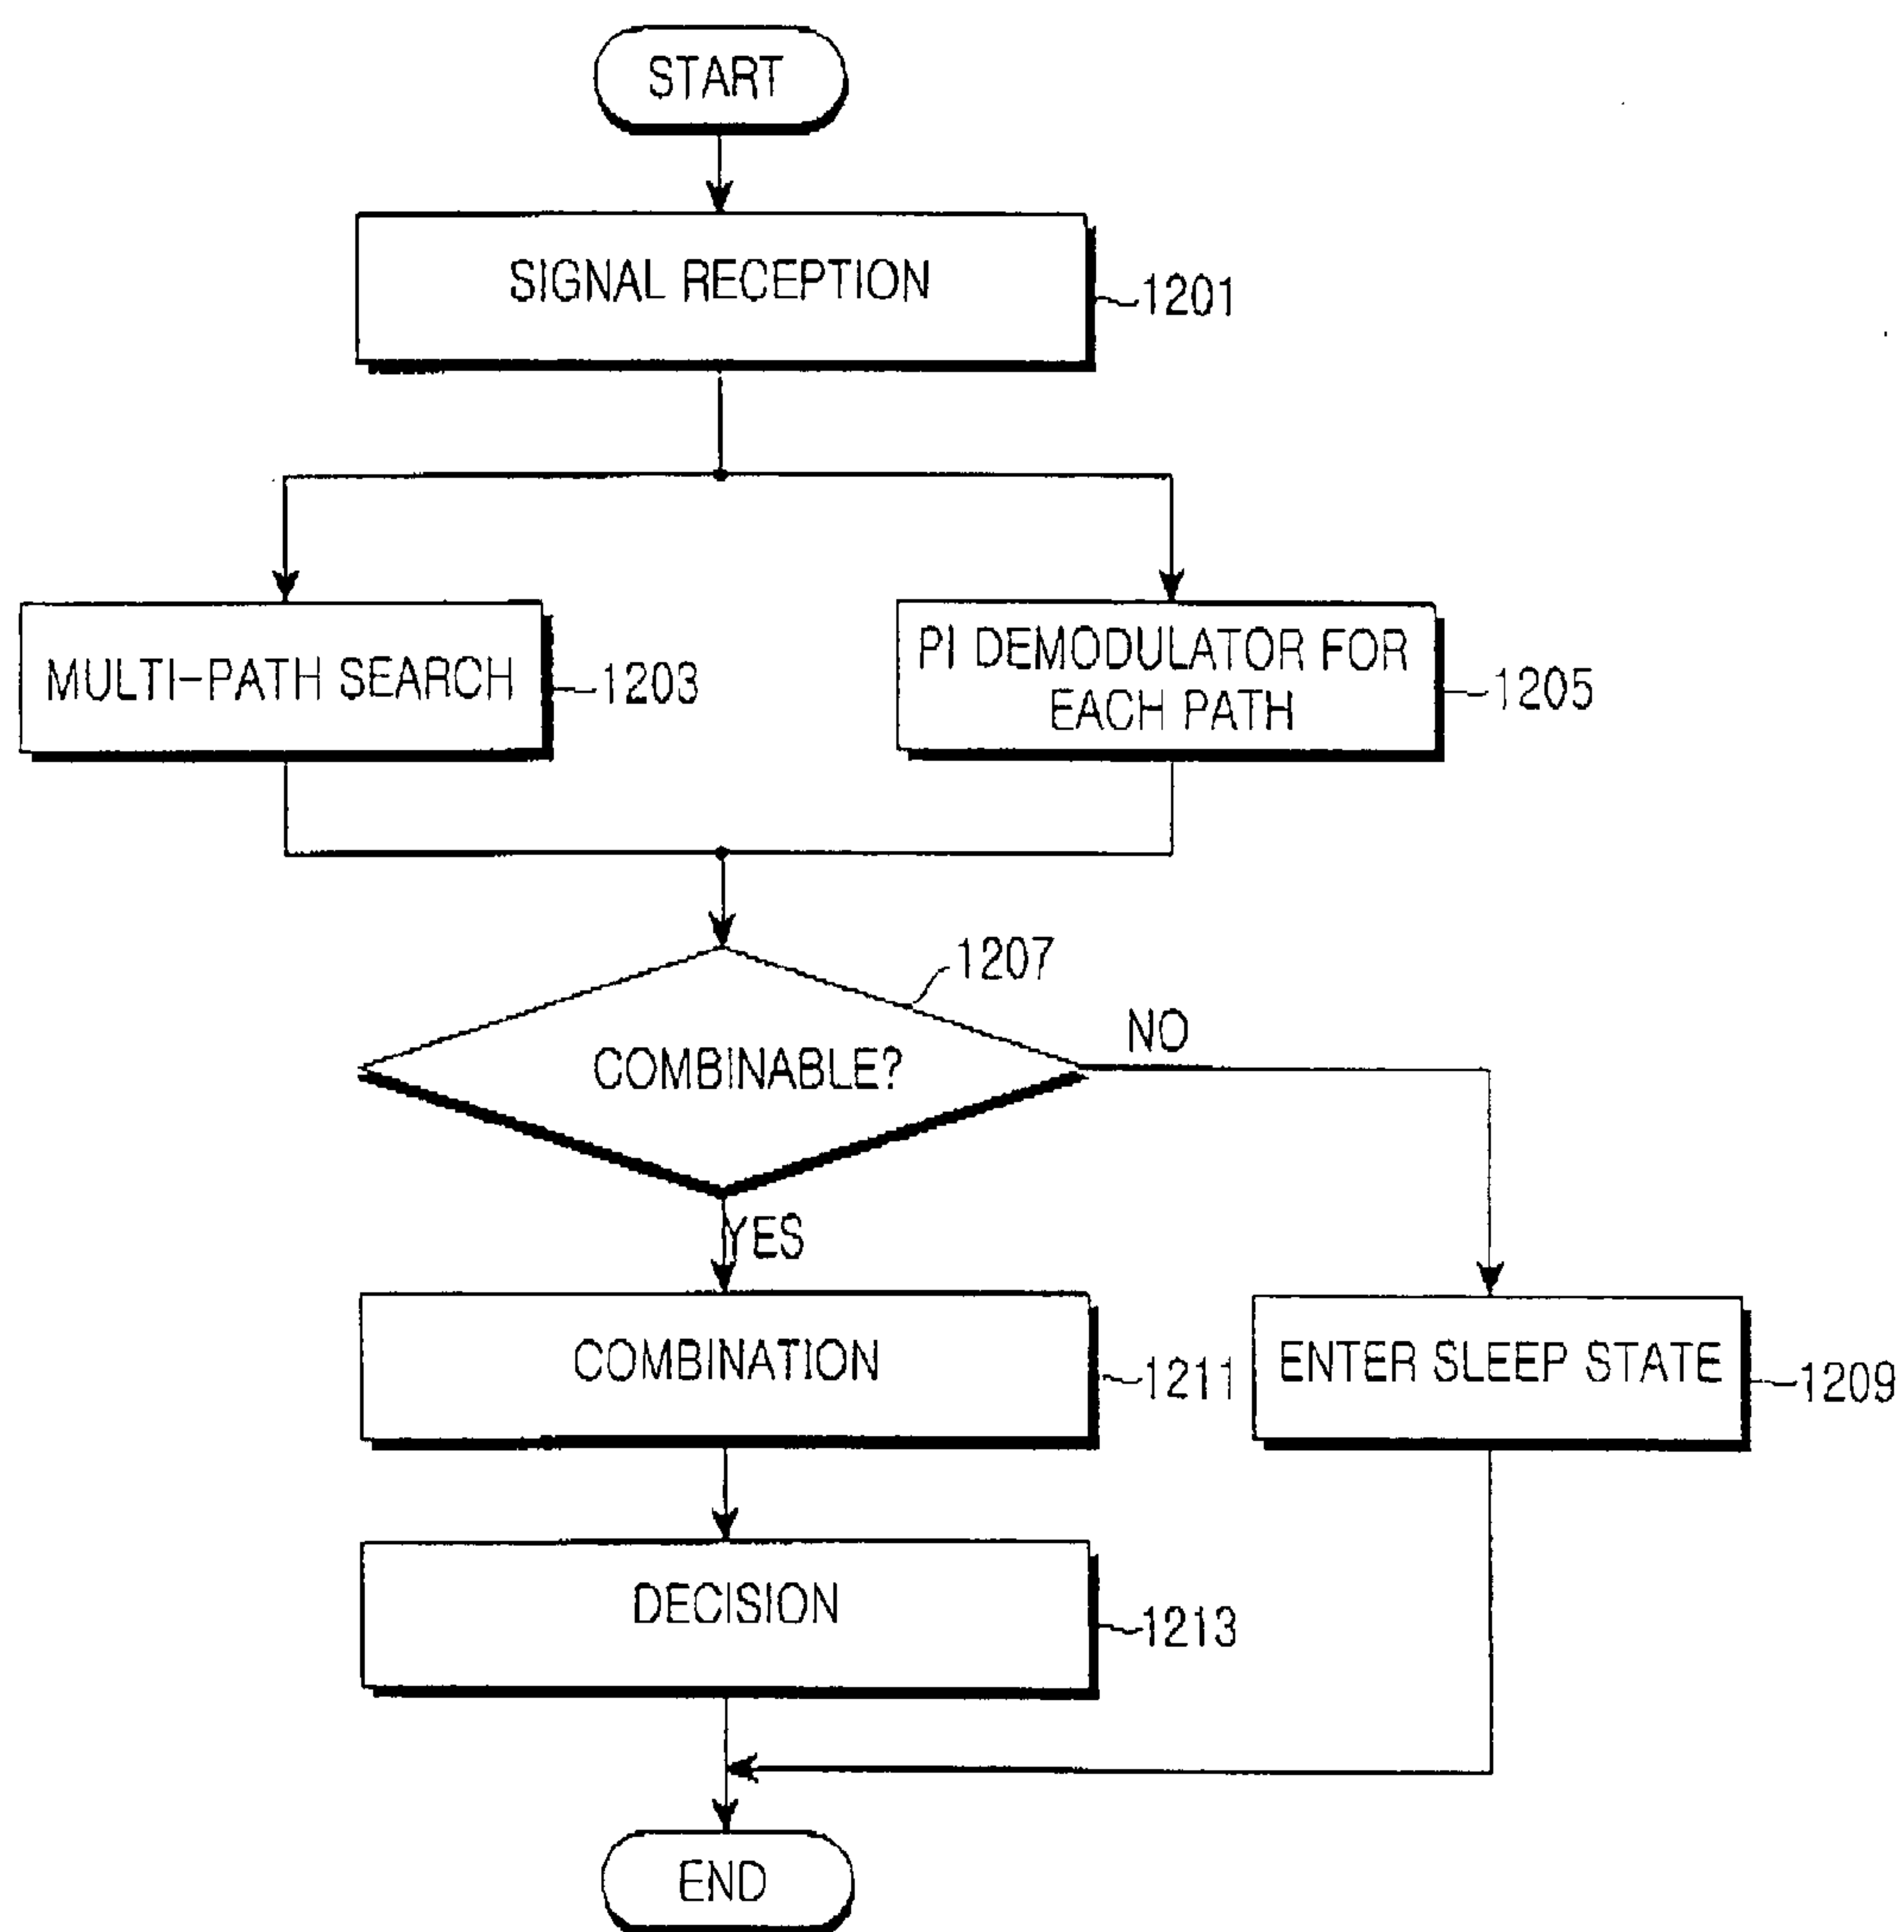 START
SIGNAL RECEPTION
1201
MULTI-PATH SEARCH
1203
PI DEMODULATOR FOR
EACH PATH
1205
1207
COMBINABLE?
NO
YES
COMBINATION
1211
ENTER SLEEP STATE
1209
DECISION
1213
END